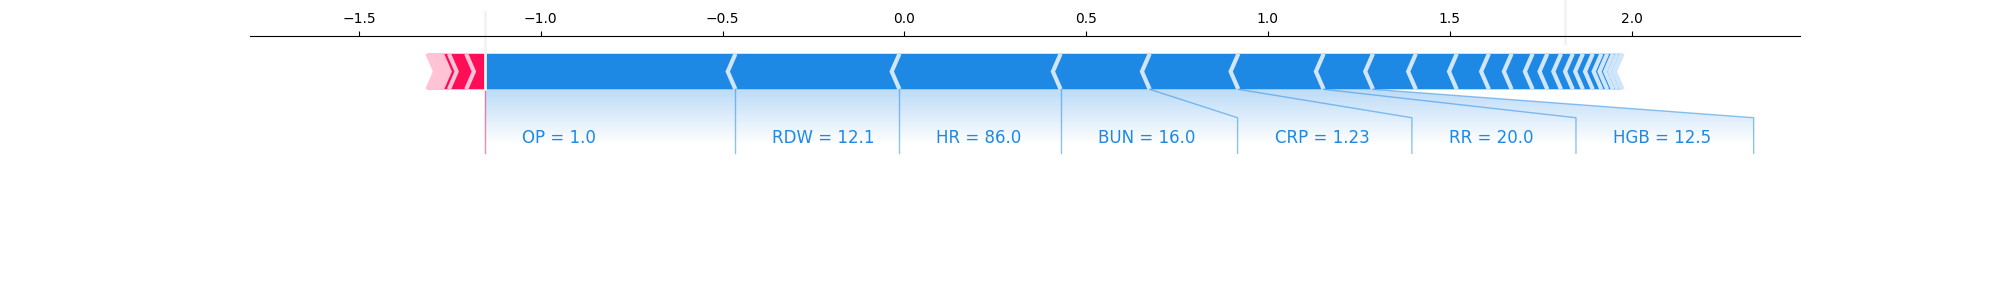 −1.5 −1.0 −0.5 0.0 0.5 1.0 1.5 2.0
OP = 1.0 RDW = 12.1 HR = 86.0 BUN = 16.0 CRP = 1.23 RR = 20.0 HGB = 12.5